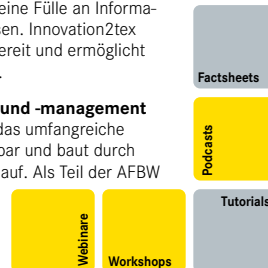 eine Fülle an Informa-
sen. Innovation2tex
ereit und ermöglicht
und -management
das umfangreiche
bar und baut durch
auf. Als Teil der AFBW
Factsheets
Podcasts
Tutorials
Webinare
Workshops